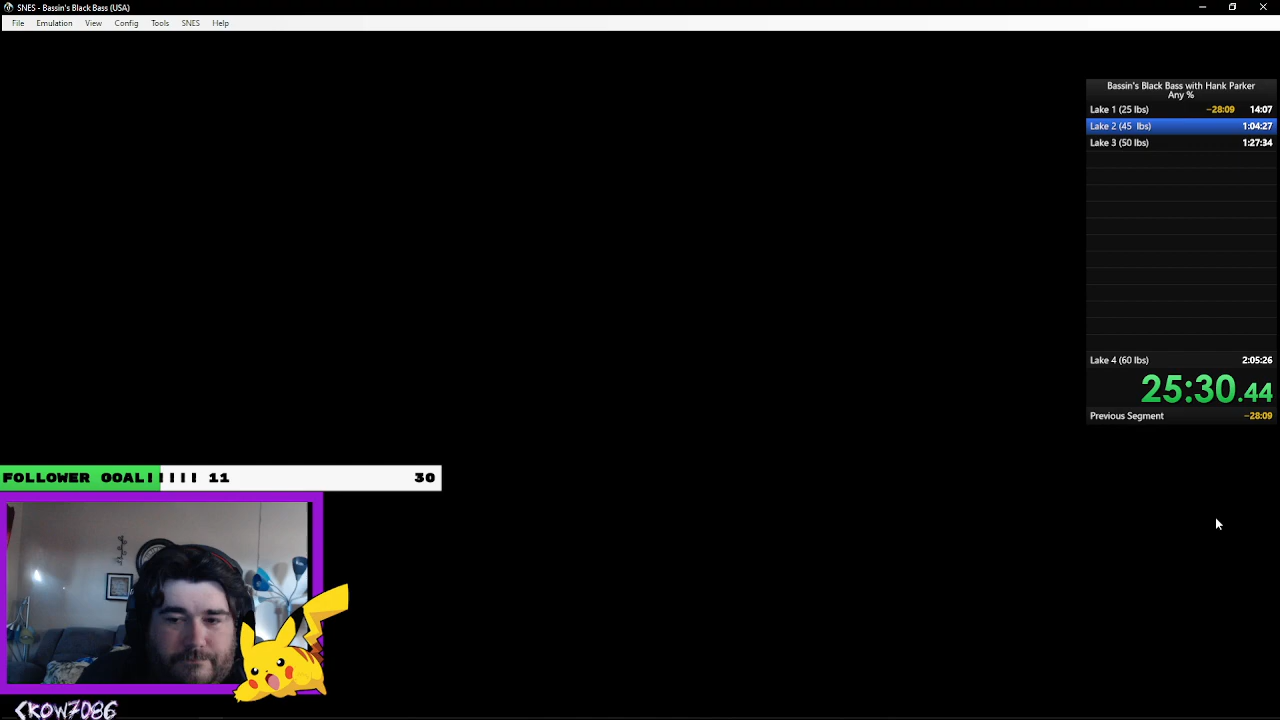 SNES - Bassin's Black Bass (USA)
File Emulation View Config Tools SNES Help
Bassin's Black Bass with Hank Parker
Any %
Lake 1 (25 lbs) −28:09 14:07
Lake 2 (45 lbs) 1:04:27
Lake 3 (50 lbs) 1:27:34
Lake 4 (60 lbs) 2:05:26
25:30.44
Previous Segment −28:09
FOLLOWER GOAL!!!!! 11 30
CKOW7086